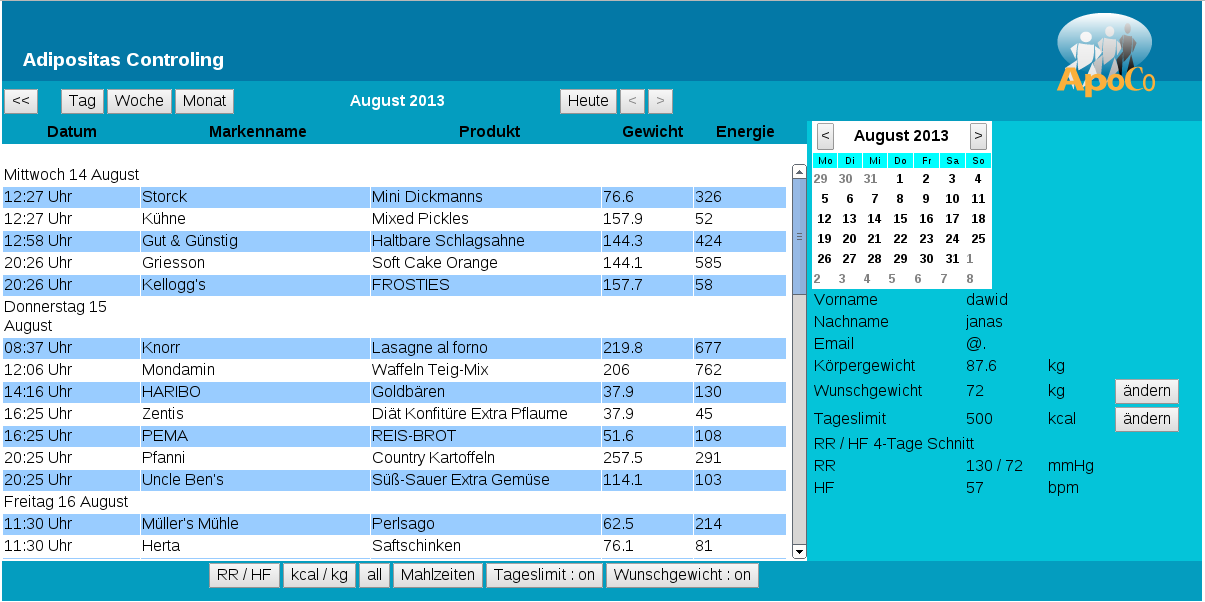 Adipositas Controling
ApoCo
<< Tag Woche Monat August 2013 Heute < >
Datum Markenname Produkt Gewicht Energie
Mittwoch 14 August
12:27 Uhr Storck Mini Dickmanns 76.6 326
12:27 Uhr Kühne Mixed Pickles 157.9 52
12:58 Uhr Gut & Günstig Haltbare Schlagsahne 144.3 424
20:26 Uhr Griesson Soft Cake Orange 144.1 585
20:26 Uhr Kellogg's FROSTIES 157.7 58
Donnerstag 15
August
08:37 Uhr Knorr Lasagne al forno 219.8 677
12:06 Uhr Mondamin Waffeln Teig-Mix 206 762
14:16 Uhr HARIBO Goldbären 37.9 130
16:25 Uhr Zentis Diät Konfitüre Extra Pflaume 37.9 45
16:25 Uhr PEMA REIS-BROT 51.6 108
20:25 Uhr Pfanni Country Kartoffeln 257.5 291
20:25 Uhr Uncle Ben's Süß-Sauer Extra Gemüse 114.1 103
Freitag 16 August
11:30 Uhr Müller's Mühle Perlsago 62.5 214
11:30 Uhr Herta Saftschinken 76.1 81
< August 2013 >
Mo Di Mi Do Fr Sa So
29 30 31 1 2 3 4
5 6 7 8 9 10 11
12 13 14 15 16 17 18
19 20 21 22 23 24 25
26 27 28 29 30 31 1
2 3 4 5 6 7 8
Vorname dawid
Nachname janas
Email @.
Körpergewicht 87.6 kg
Wunschgewicht 72 kg ändern
Tageslimit 500 kcal ändern
RR / HF 4-Tage Schnitt
RR 130 / 72 mmHg
HF 57 bpm
RR / HF kcal / kg all Mahlzeiten Tageslimit : on Wunschgewicht : on